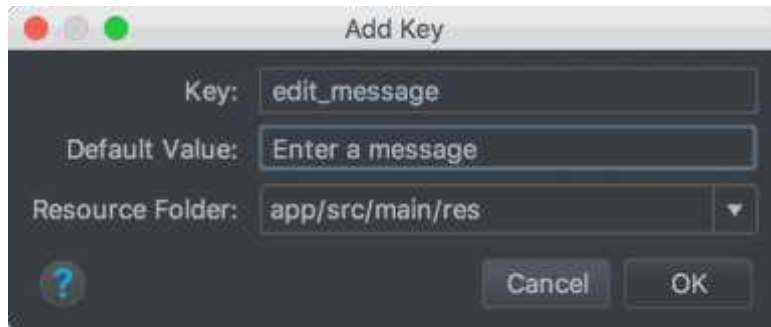 Add Key
Key: edit_message
Default Value: Enter a message
Resource Folder: app/src/main/res
? Cancel OK